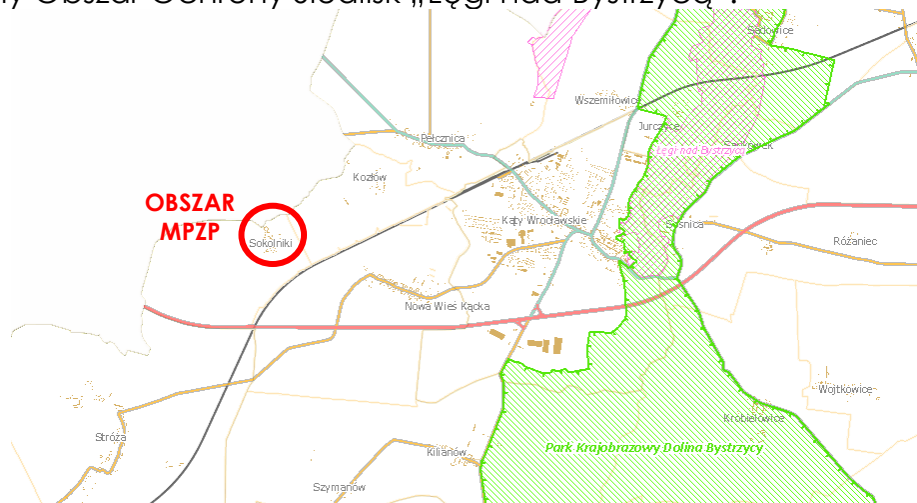 ny Obszar Ochrony Siedlisk „Łęgi nad Bystrzycą”.
Sadowice
Wszemiłowice
Jurczyce
Pełcznica
Łęgi nad Bystrzycą
Kozłów
OBSZAR
MPZP
Kąty Wrocławskie
Sośnica
Sokolniki
Różaniec
Nowa Wieś Kącka
Wojtkowice
Krobielowice
Stróża
Park Krajobrazowy Dolina Bystrzycy
Kilianów
Szymanów